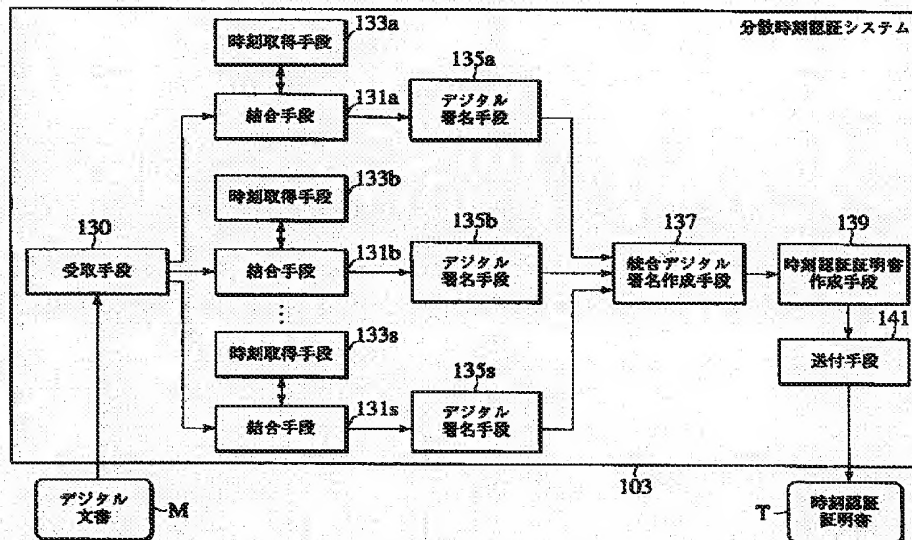 分散時刻認証システム
133a
時刻取得手段
131a
結合手段
135a
デジタル
署名手段
133b
時刻取得手段
130
受取手段
131b
結合手段
135b
デジタル
署名手段
137
統合デジタル
署名作成手段
139
時刻認証証明書
作成手段
141
送付手段
133s
時刻取得手段
131s
結合手段
135s
デジタル
署名手段
103
デジタル
文書
M
T
時刻認証
証明書